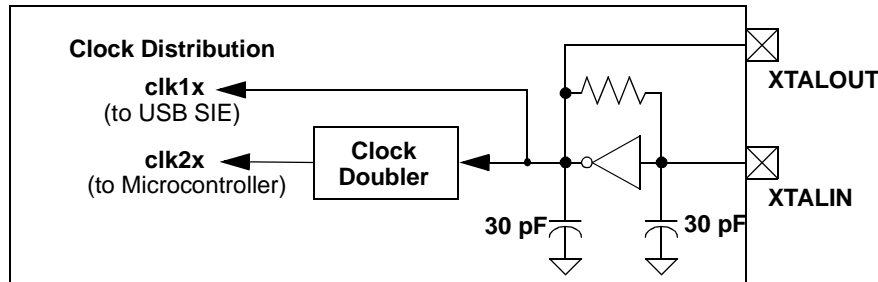 Clock Distribution
clk1x
(to USB SIE)
clk2x
(to Microcontroller)
Clock
Doubler
30 pF
30 pF
XTALOUT
XTALIN